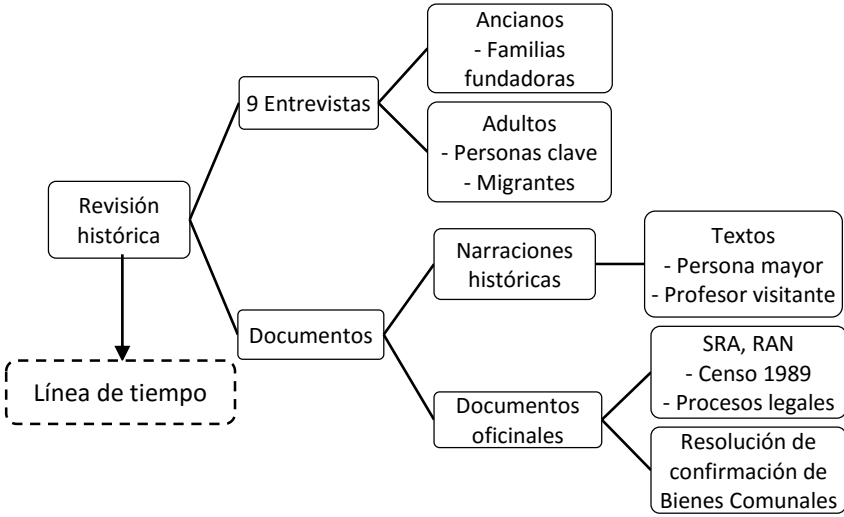 Ancianos
- Familias
fundadoras
9 Entrevistas
Adultos
- Personas clave
- Migrantes
Revisión
histórica
Narraciones
históricas
Textos
- Persona mayor
- Profesor visitante
Documentos
Línea de tiempo
SRA, RAN
- Censo 1989
- Procesos legales
Documentos
oficinales
Resolución de
confirmación de
Bienes Comunales